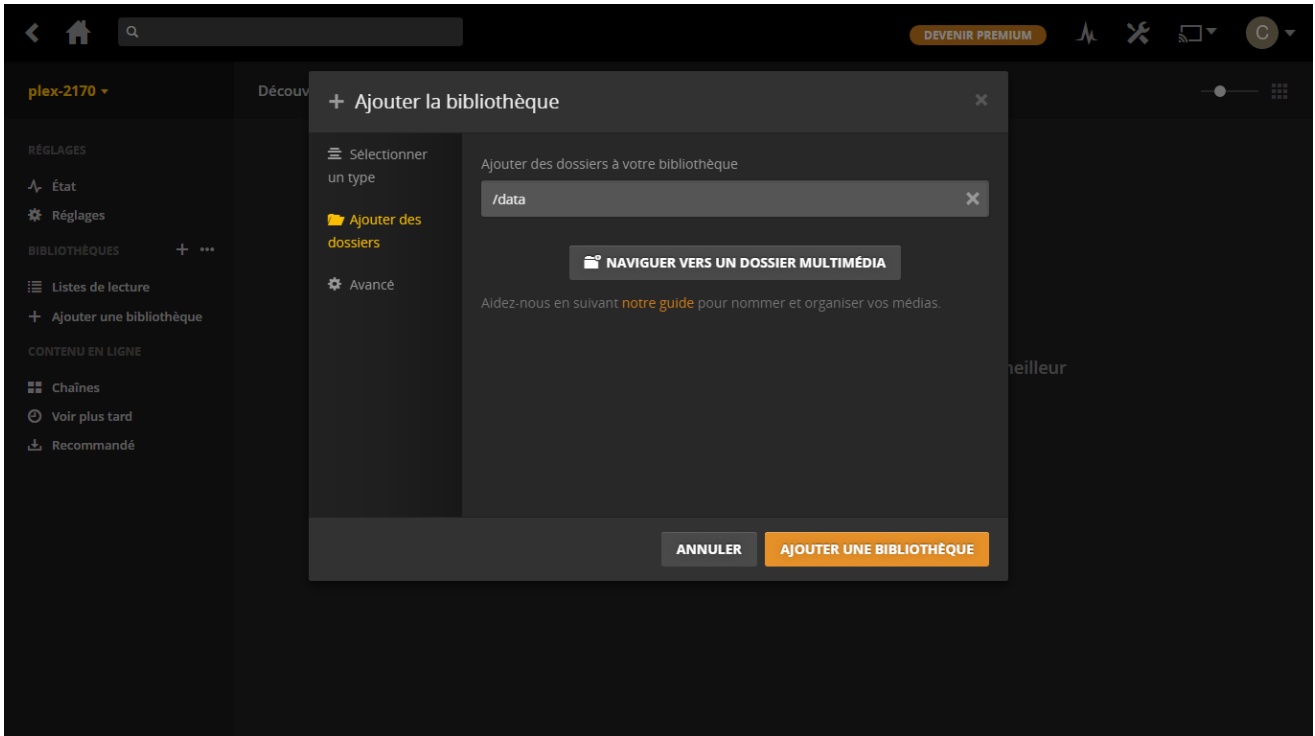 DEVENIR PREMIUM
C
plex-2170
Découv
RÉGLAGES
État
Réglages
BIBLIOTHÈQUES
Listes de lecture
Ajouter une bibliothèque
CONTENU EN LIGNE
Chaînes
Voir plus tard
Recommandé
Ajouter la bibliothèque
Sélectionner
un type
Ajouter des
dossiers
Avancé
Ajouter des dossiers à votre bibliothèque
/data
NAVIGUER VERS UN DOSSIER MULTIMÉDIA
Aidez-nous en suivant notre guide pour nommer et organiser vos médias.
neilleur
ANNULER
AJOUTER UNE BIBLIOTHÈQUE